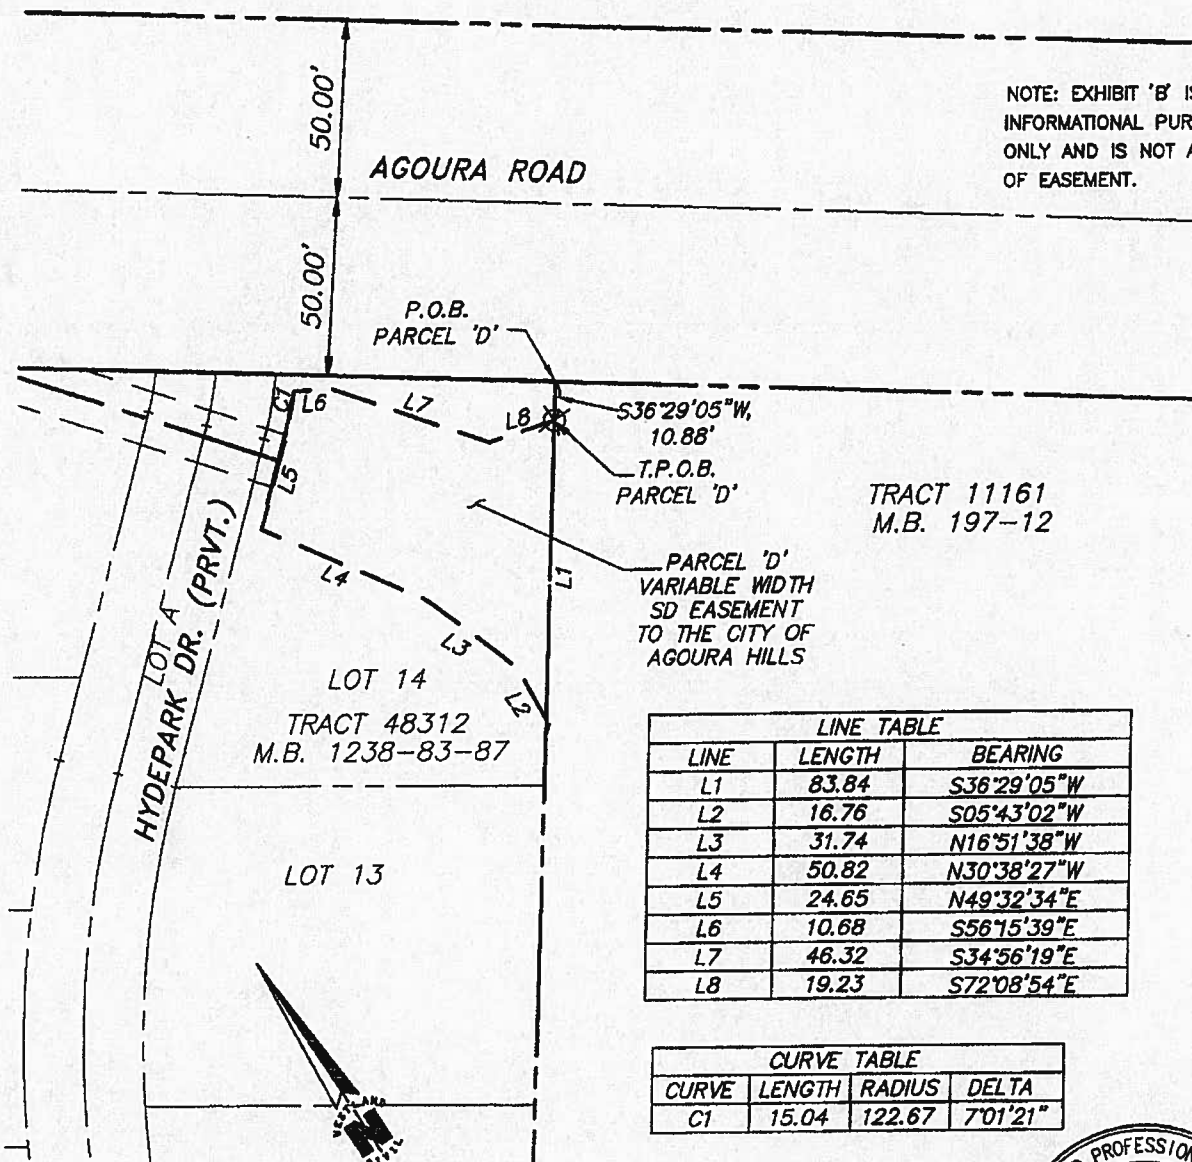 50.00'
AGOURA ROAD
NOTE: EXHIBIT 'B' IS
INFORMATIONAL PUR
ONLY AND IS NOT A
OF EASEMENT.
50.00'
P.O.B.
PARCEL 'D'
C1
L6
L7
L8
S36°29'05"W,
10.88'
T.P.O.B.
PARCEL 'D'
TRACT 11161
M.B. 197-12
L5
L4
L3
L2
L1
PARCEL 'D'
VARIABLE WIDTH
SD EASEMENT
TO THE CITY OF
AGOURA HILLS
LOT A
HYDEPARK DR. (PRVT.)
LOT 14
TRACT 48312
M.B. 1238-83-87
LOT 13
LINE TABLE
LINE LENGTH BEARING
L1 83.84 S36°29'05"W
L2 16.76 S05°43'02"W
L3 31.74 N16°51'38"W
L4 50.82 N30°38'27"W
L5 24.65 N49°32'34"E
L6 10.68 S56°15'39"E
L7 46.32 S34°56'19"E
L8 19.23 S72°08'54"E
CURVE TABLE
CURVE LENGTH RADIUS DELTA
C1 15.04 122.67 7°01'21"
WESTLAND
N
CIVIL
PROFESSION